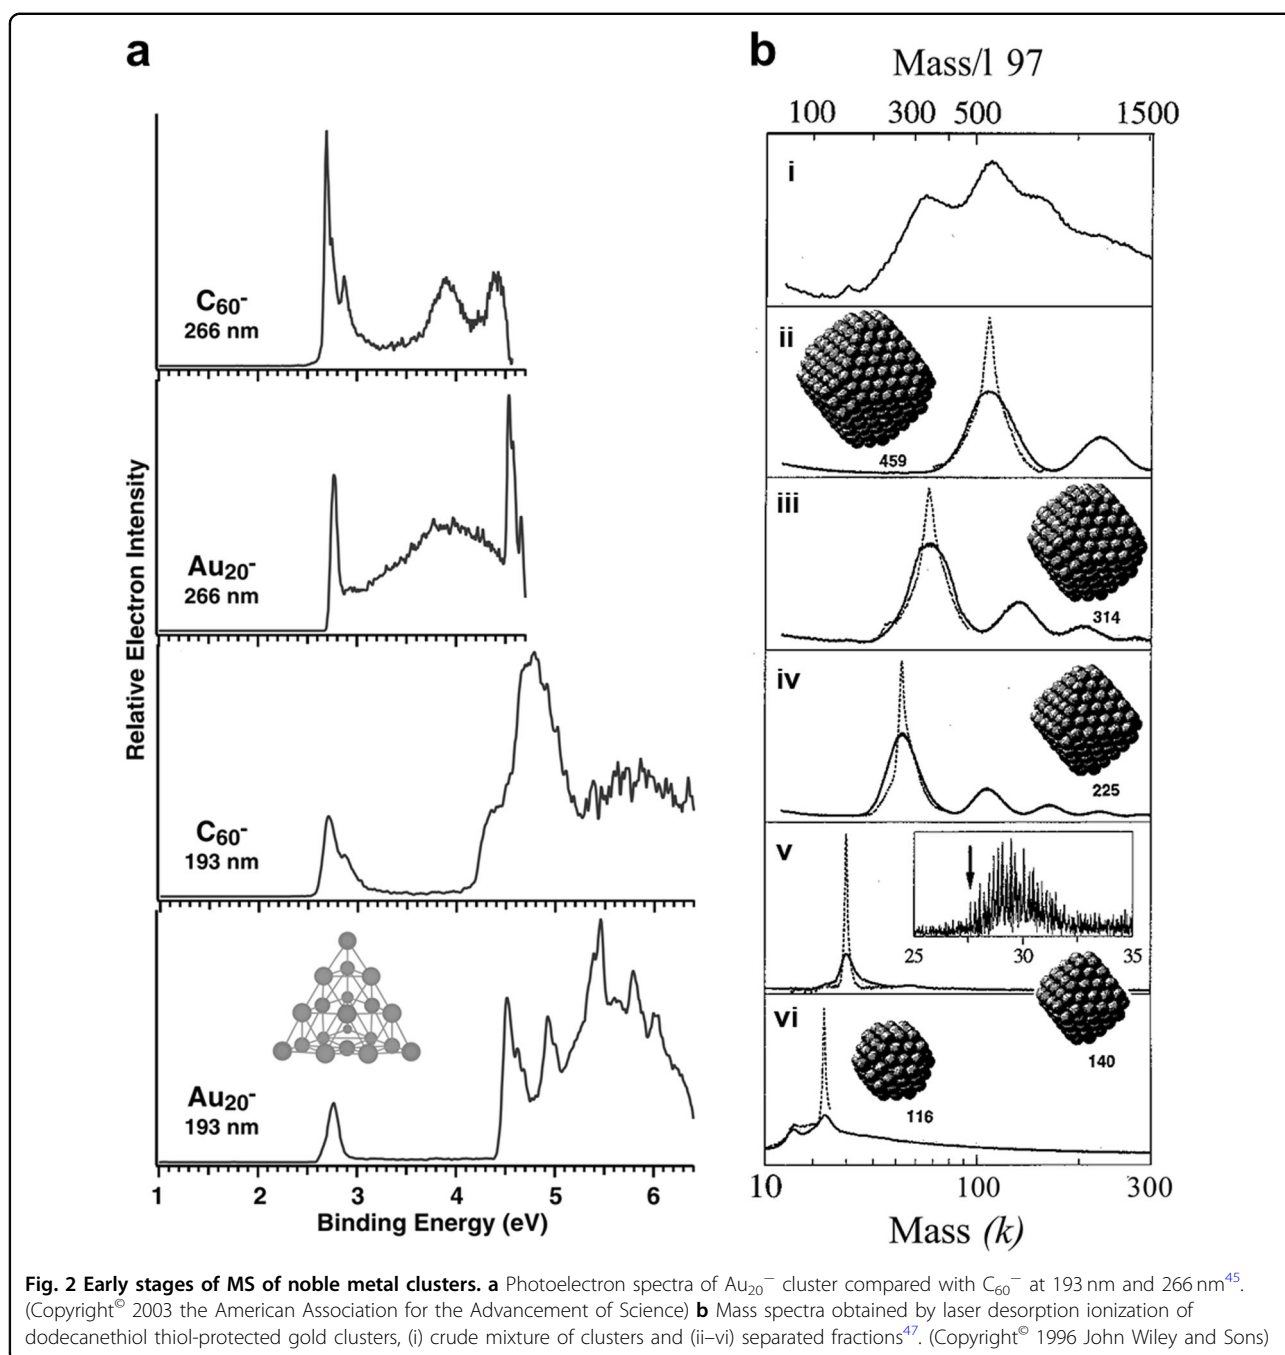 a
Relative Electron Intensity
C60-
266 nm
Au20-
266 nm
C60-
193 nm
Au20-
193 nm
1 2 3 4 5 6
Binding Energy (eV)
b
Mass/l 97
100 300 500 1500
i
ii
459
iii
314
iv
225
v
25 30 35
140
vi
116
10 100 300
Mass (k)
Fig. 2 Early stages of MS of noble metal clusters. a Photoelectron spectra of Au20− cluster compared with C60− at 193 nm and 266 nm45.
(Copyright© 2003 the American Association for the Advancement of Science) b Mass spectra obtained by laser desorption ionization of
dodecanethiol thiol-protected gold clusters, (i) crude mixture of clusters and (ii–vi) separated fractions47. (Copyright© 1996 John Wiley and Sons)